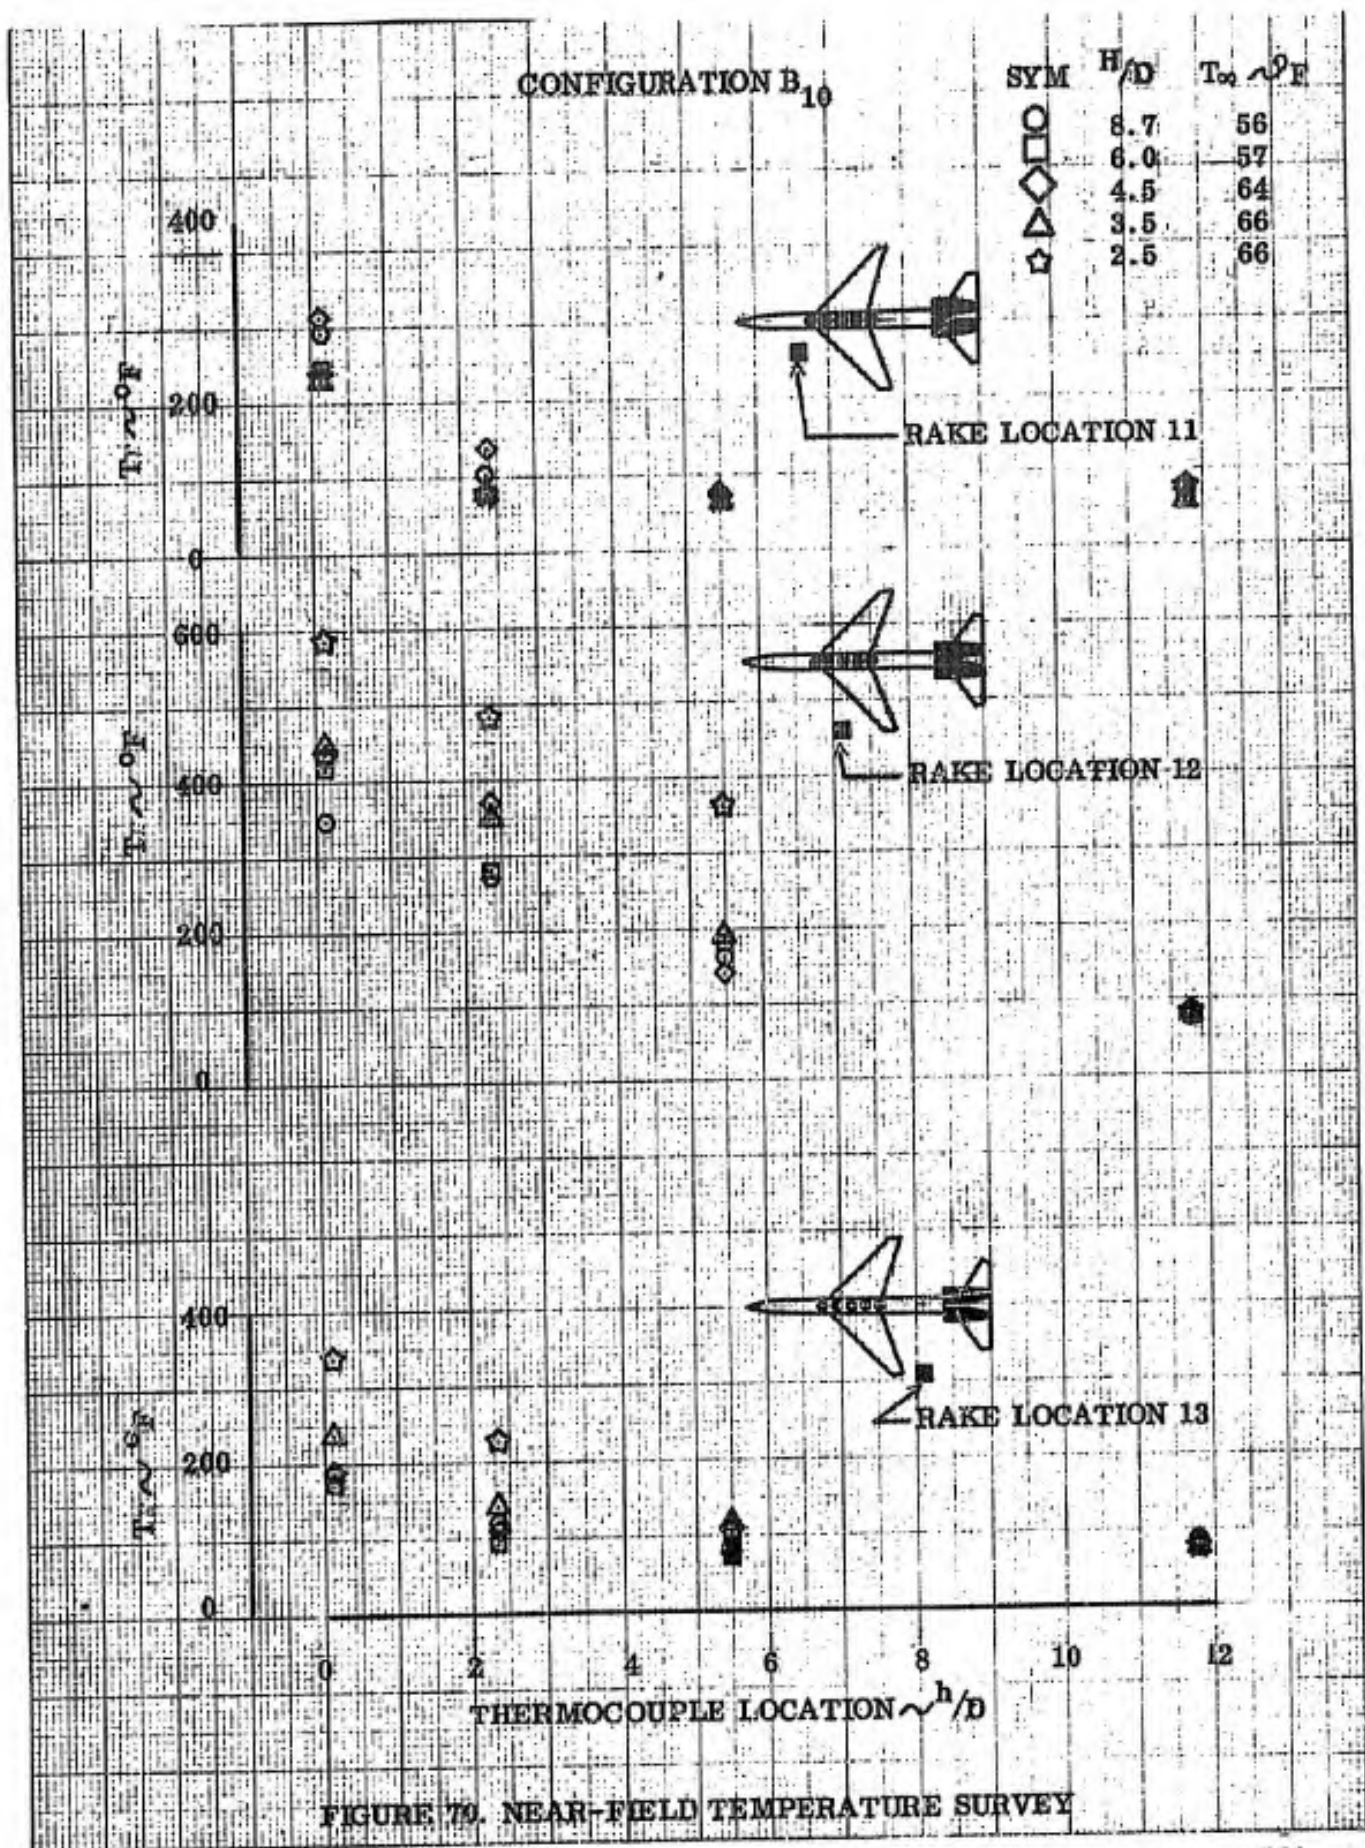 CONFIGURATION B10
SYM H/D T∞ ~°F
8.7 56
6.0 57
4.5 64
3.5 66
2.5 66
400
200
0
RAKE LOCATION 11
600
400
200
0
RAKE LOCATION 12
400
200
0
RAKE LOCATION 13
0 2 4 6 8 10 12
THERMOCOUPLE LOCATION ~ h/D
FIGURE 70. NEAR-FIELD TEMPERATURE SURVEY